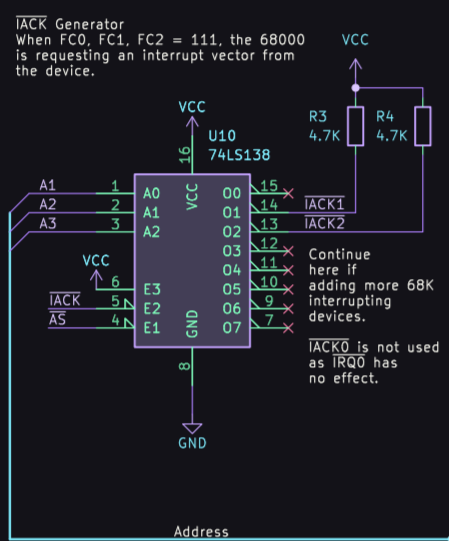 IACK Generator
When FC0, FC1, FC2 = 111, the 68000
is requesting an interrupt vector from
the device.
VCC
R3
4.7K
R4
4.7K
VCC
U10
74LS138
16
VCC
A1 1 A0
A2 2 A1
A3 3 A2
VCC
6 E3
IACK 5 E2
AS 4 E1
GND
8
GND
O0 15
O1 14 IACK1
O2 13 IACK2
O3 12
O4 11
O5 10
O6 9
O7 7
Continue
here if
adding more 68K
interrupting
devices.
IACK0 is not used
as IRQ0 has
no effect.
Address